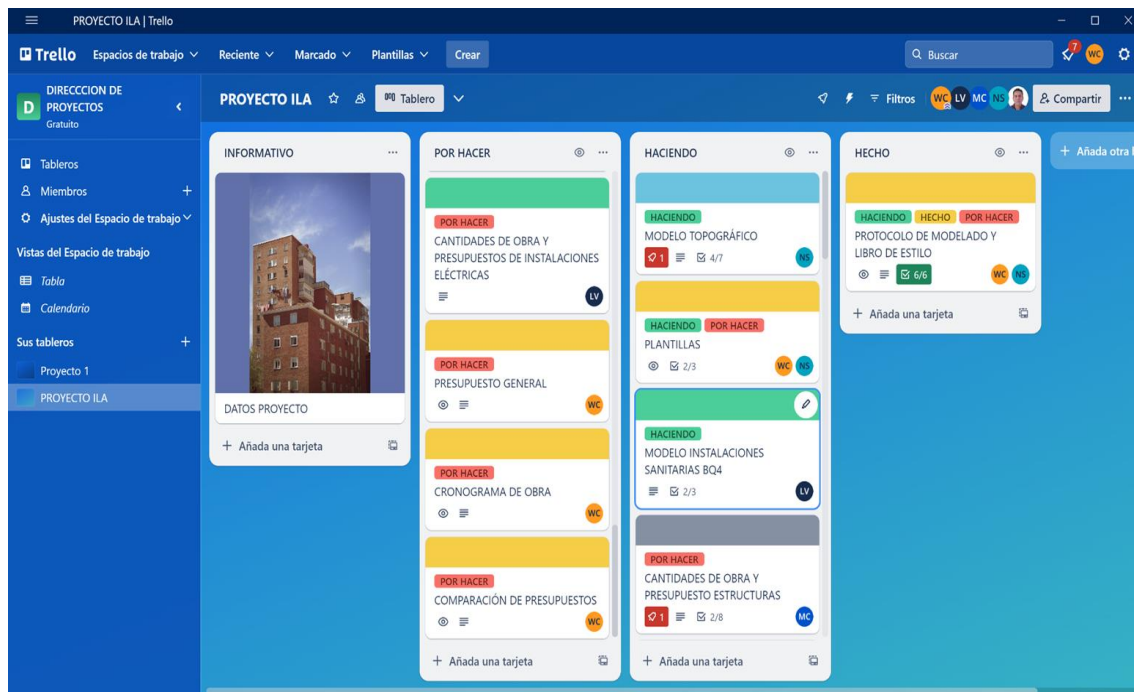 PROYECTO ILA | Trello
Trello
Espacios de trabajo
Reciente
Marcado
Plantillas
Crear
Buscar
7
WC
D
DIRECCCION DE
PROYECTOS
Gratuito
PROYECTO ILA
Tablero
Filtros
WC
LV
MC
NS
Compartir
Tableros
Miembros
Ajustes del Espacio de trabajo
Vistas del Espacio de trabajo
Tabla
Calendario
Sus tableros
Proyecto 1
PROYECTO ILA
INFORMATIVO
DATOS PROYECTO
Añada una tarjeta
POR HACER
POR HACER
CANTIDADES DE OBRA Y
PRESUPUESTOS DE INSTALACIONES
ELÉCTRICAS
LV
POR HACER
PRESUPUESTO GENERAL
WC
POR HACER
CRONOGRAMA DE OBRA
WC
POR HACER
COMPARACIÓN DE PRESUPUESTOS
WC
Añada una tarjeta
HACIENDO
HACIENDO
MODELO TOPOGRÁFICO
1 4/7 NS
HACIENDO POR HACER
PLANTILLAS
2/3 WC NS
HACIENDO
MODELO INSTALACIONES
SANITARIAS BQ4
2/3 LV
POR HACER
CANTIDADES DE OBRA Y
PRESUPUESTO ESTRUCTURAS
1 2/8 MC
Añada una tarjeta
HECHO
HACIENDO HECHO POR HACER
PROTOCOLO DE MODELADO Y
LIBRO DE ESTILO
6/6 WC NS
Añada una tarjeta
Añada otra l